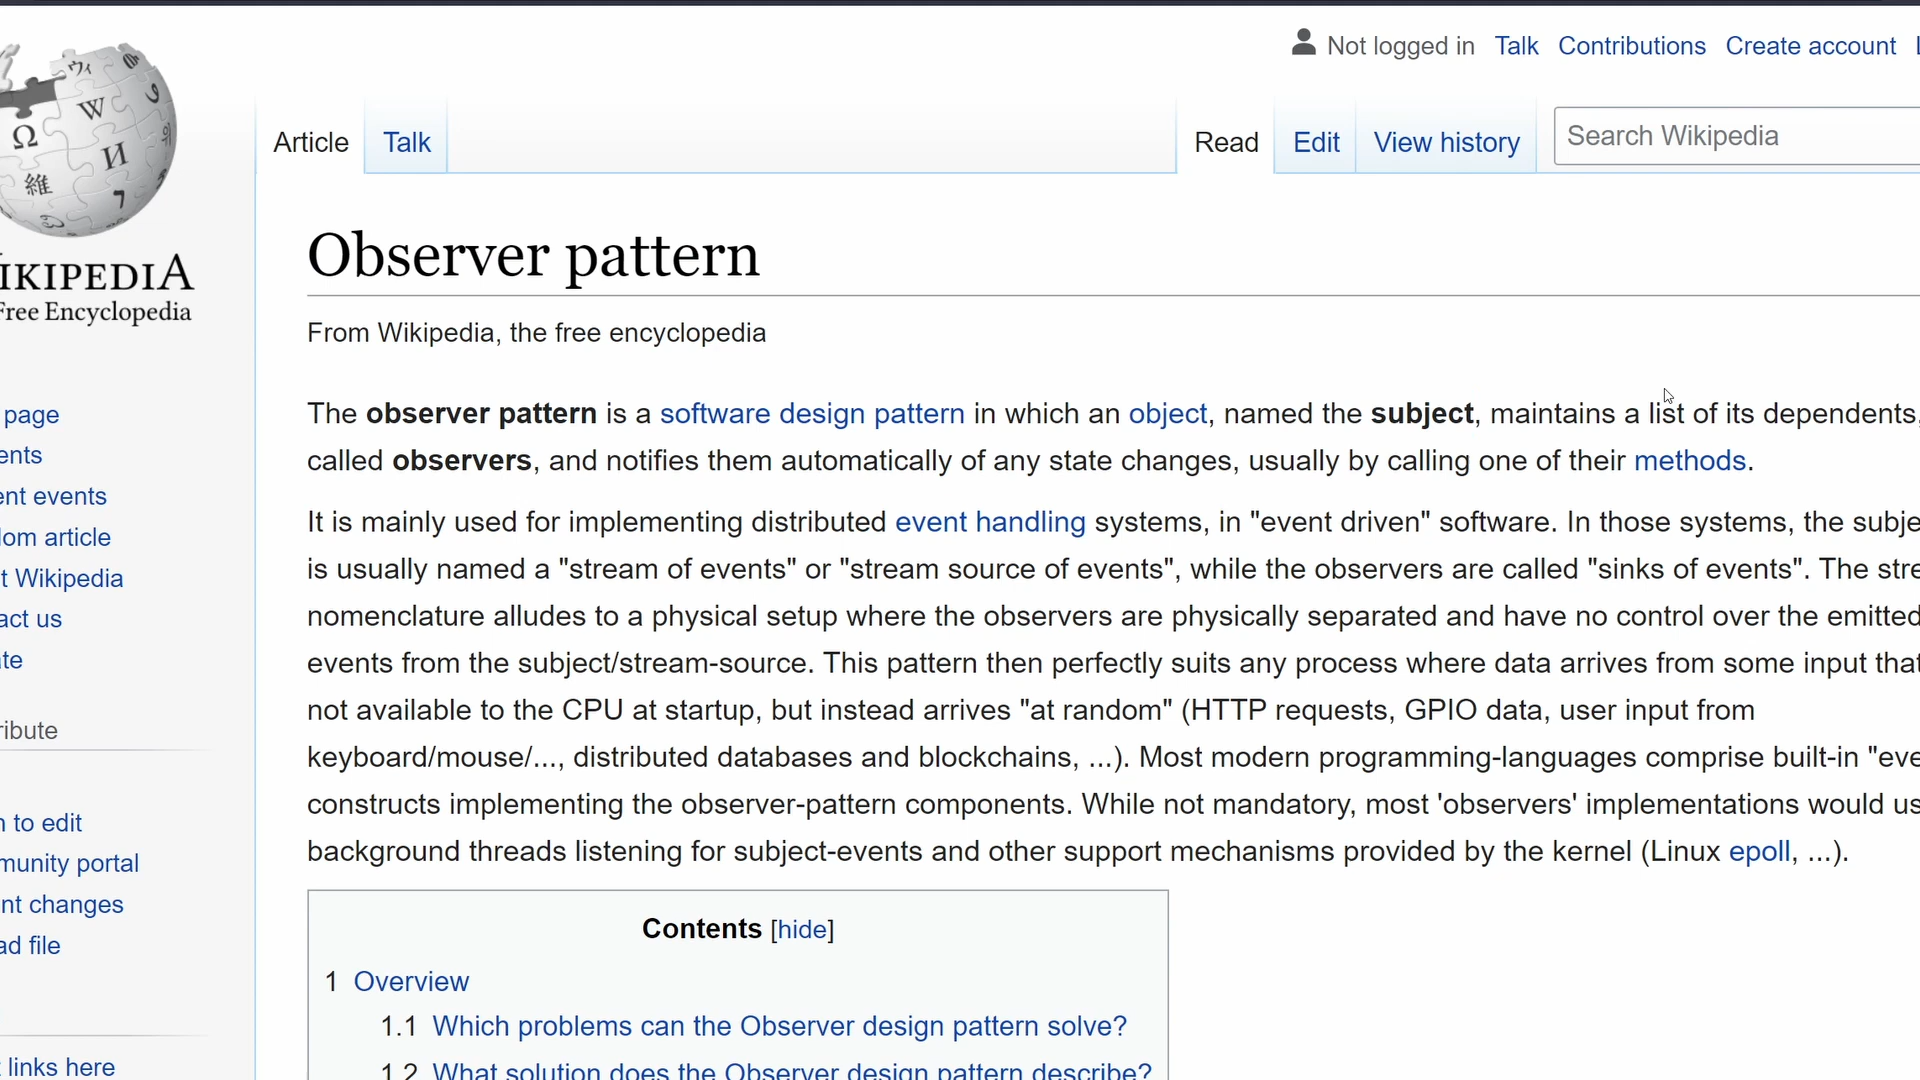 Not logged in Talk Contributions Create account
Article Talk Read Edit View history Search Wikipedia
IKIPEDIA
Free Encyclopedia
Observer pattern
From Wikipedia, the free encyclopedia
The observer pattern is a software design pattern in which an object, named the subject, maintains a list of its dependents,
called observers, and notifies them automatically of any state changes, usually by calling one of their methods.
It is mainly used for implementing distributed event handling systems, in "event driven" software. In those systems, the subje
is usually named a "stream of events" or "stream source of events", while the observers are called "sinks of events". The stre
nomenclature alludes to a physical setup where the observers are physically separated and have no control over the emitted
events from the subject/stream-source. This pattern then perfectly suits any process where data arrives from some input that
not available to the CPU at startup, but instead arrives "at random" (HTTP requests, GPIO data, user input from
keyboard/mouse/..., distributed databases and blockchains, ...). Most modern programming-languages comprise built-in "eve
constructs implementing the observer-pattern components. While not mandatory, most 'observers' implementations would us
background threads listening for subject-events and other support mechanisms provided by the kernel (Linux epoll, ...).
Contents [hide]
1 Overview
1.1 Which problems can the Observer design pattern solve?
1.2 What solution does the Observer design pattern describe?
page
ents
ent events
lom article
t Wikipedia
act us
ate
ribute
n to edit
munity portal
nt changes
ad file
links here